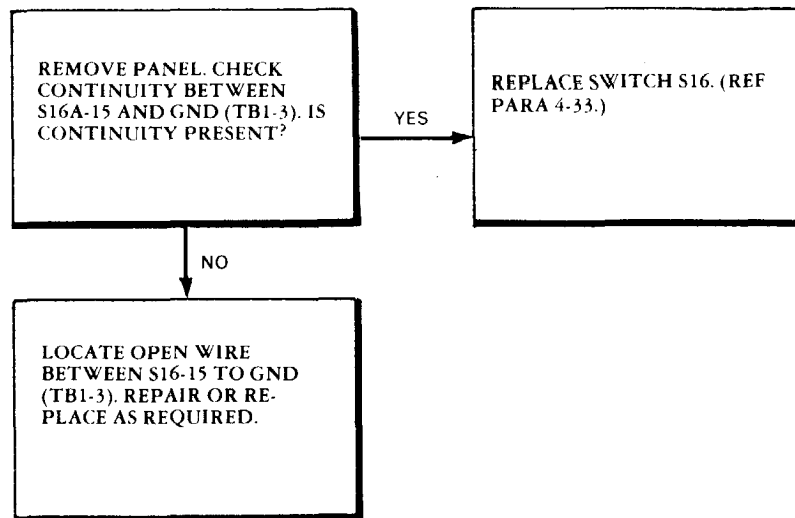 REMOVE PANEL. CHECK
CONTINUITY BETWEEN
S16A-15 AND GND (TB1-3). IS
CONTINUITY PRESENT?
YES
REPLACE SWITCH S16. (REF
PARA 4-33.)
NO
LOCATE OPEN WIRE
BETWEEN S16-15 TO GND
(TB1-3). REPAIR OR RE-
PLACE AS REQUIRED.